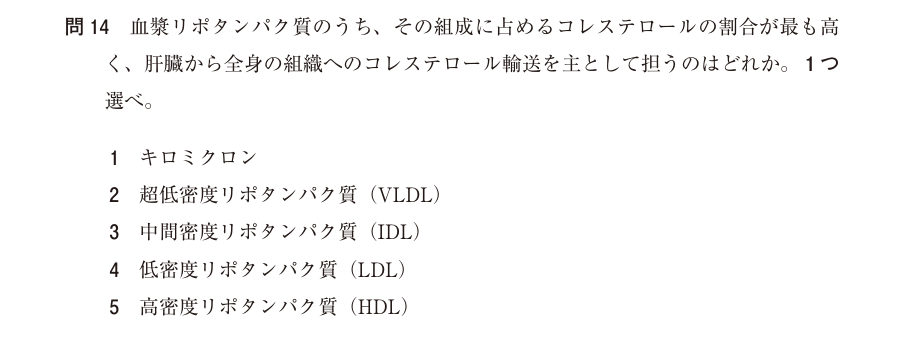 問 14　血漿リポタンパク質のうち、その組成に占めるコレステロールの割合が最も高
く、肝臓から全身の組織へのコレステロール輸送を主として担うのはどれか。1つ
選べ。
1　キロミクロン
2　超低密度リポタンパク質（VLDL）
3　中間密度リポタンパク質（IDL）
4　低密度リポタンパク質（LDL）
5　高密度リポタンパク質（HDL）